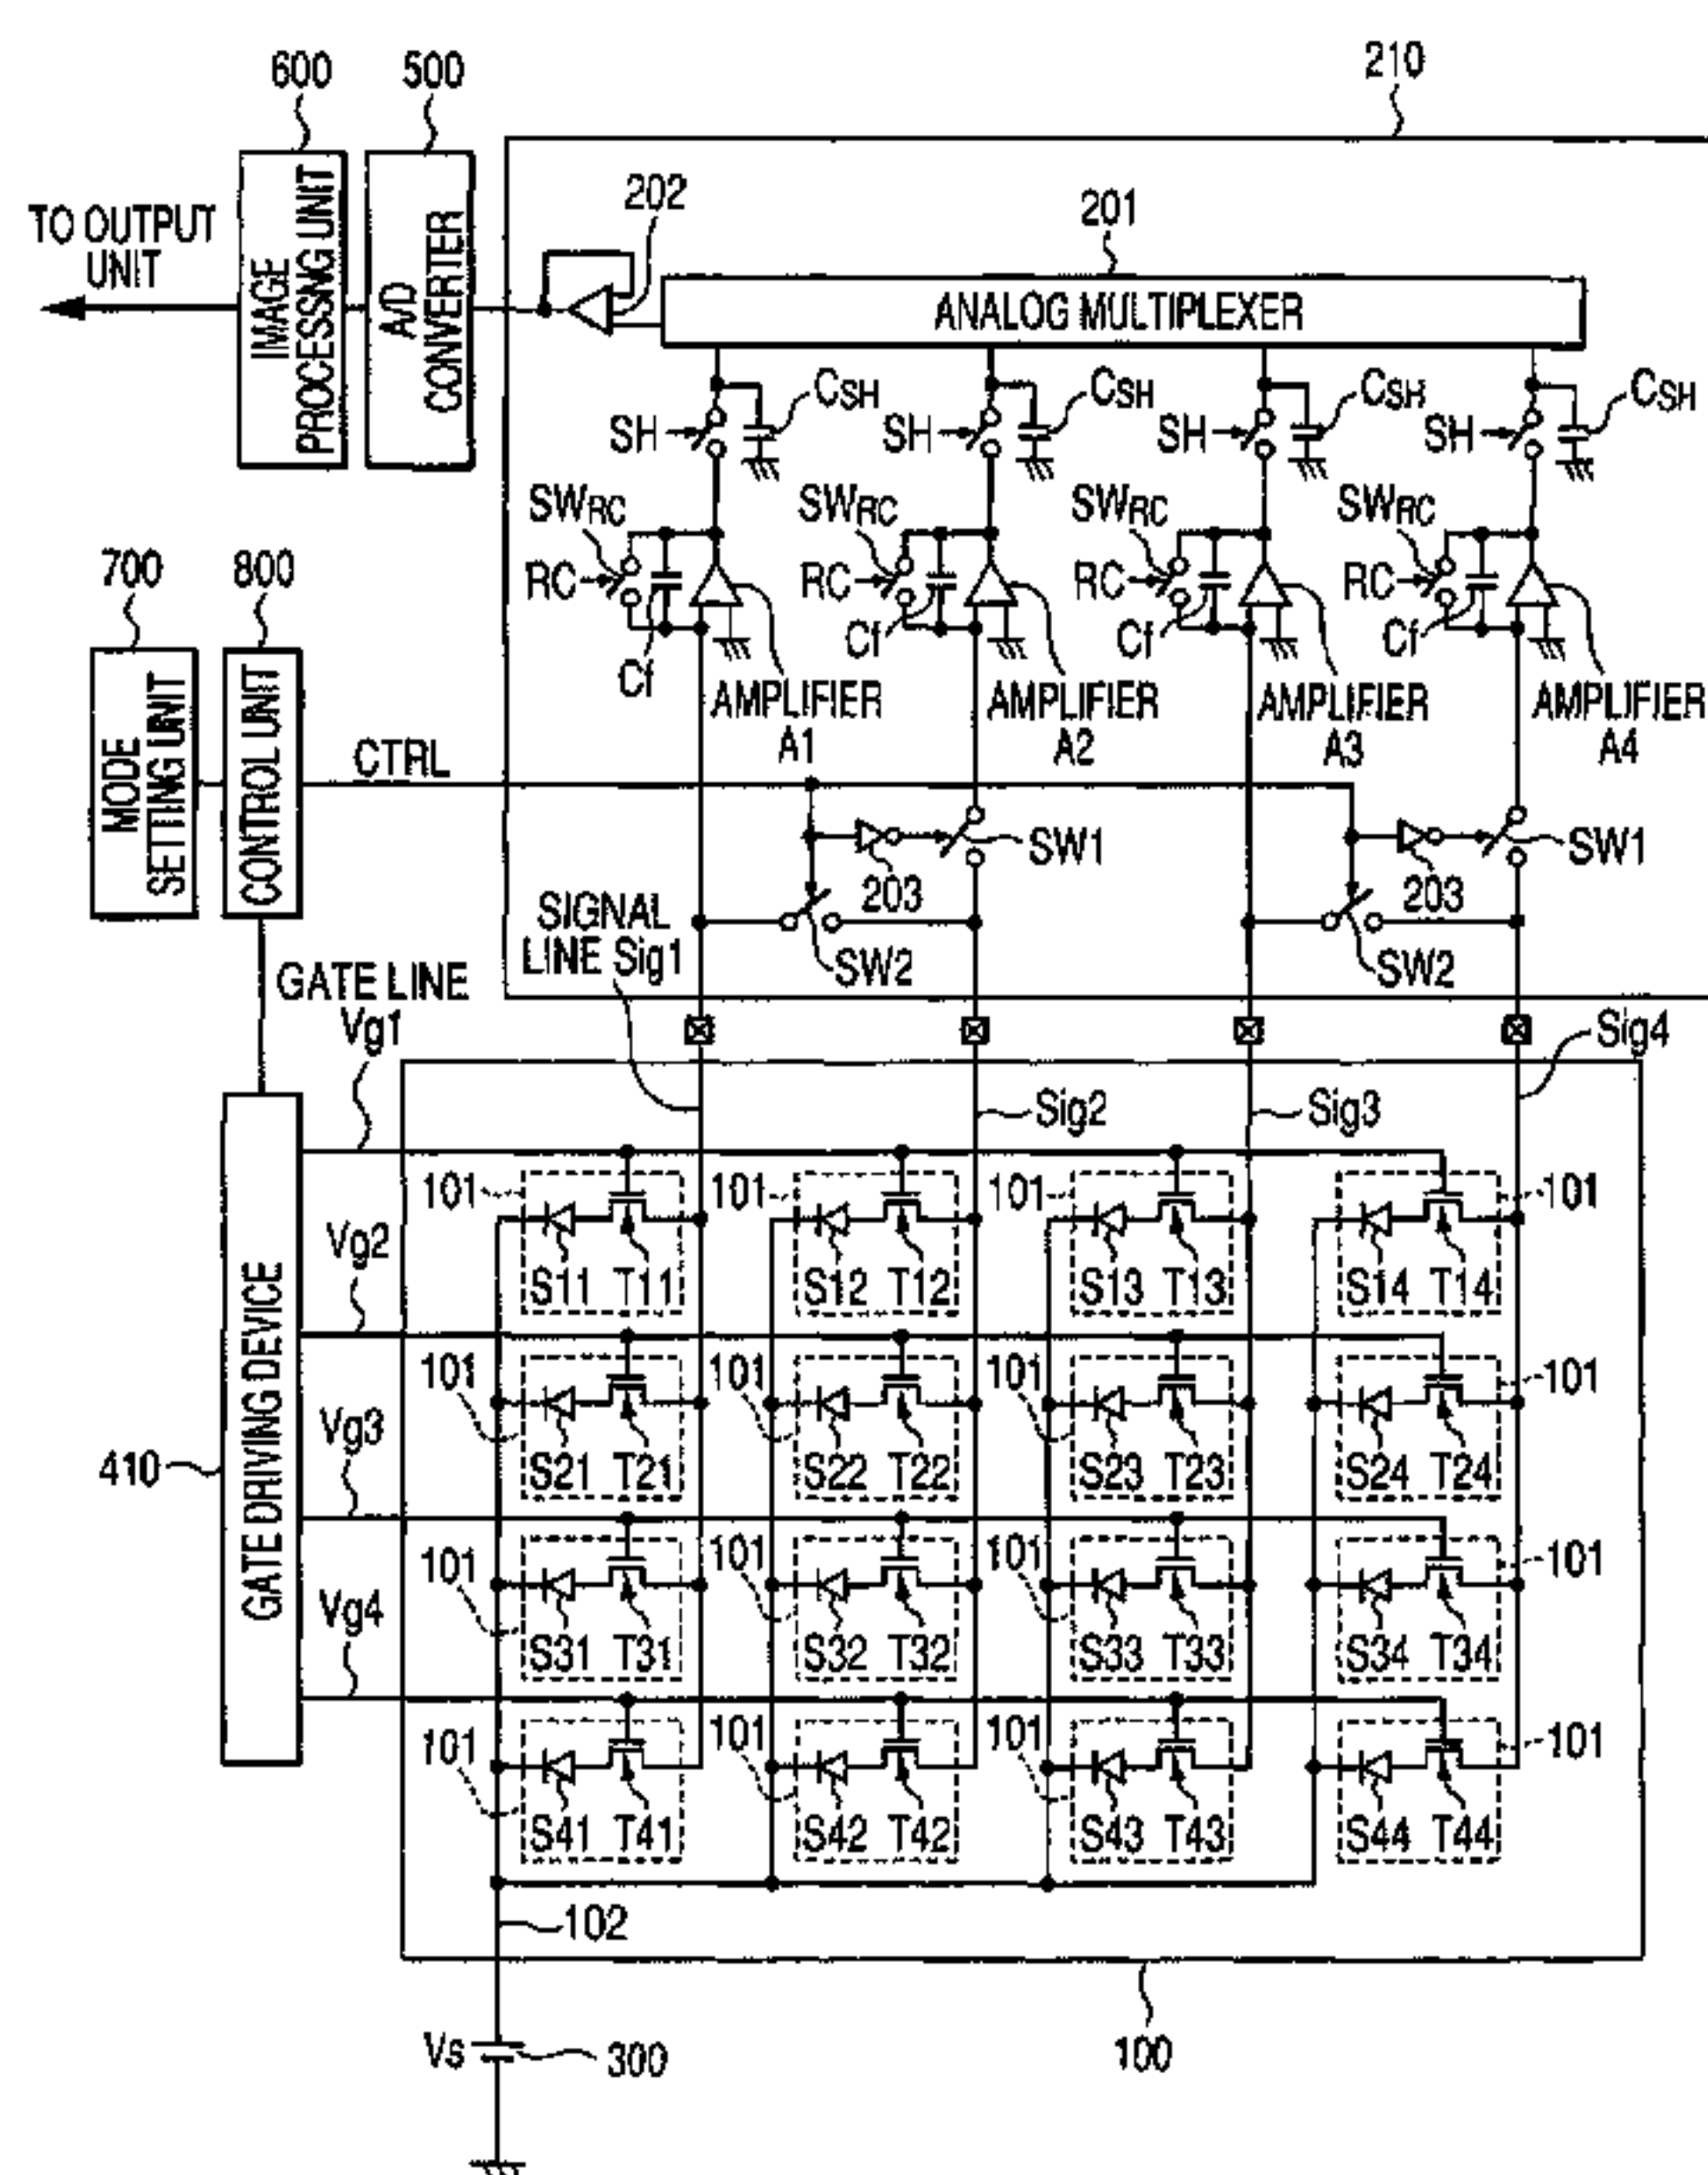 600
500
210
TO OUTPUT
UNIT
IMAGE
PROCESSNG UNIT
A/D
CONVERTER
202
201
ANALOG MULTIPLEXER
SH
CSH
SH
CSH
SH
CSH
SH
CSH
SWRC
SWRC
SWRC
SWRC
RC
RC
RC
RC
Cf
Cf
Cf
Cf
AMPLIFIER
A1
AMPLIFIER
A2
AMPLIFIER
A3
AMPLIFIER
A4
700
800
MODE
SETTING UNIT
CONTROL UNIT
CTRL
203
SW1
203
SW1
SW2
SW2
SIGNAL
LINE Sig1
GATE LINE
Vg1
Sig4
Sig2
Sig3
101
101
101
101
S11 T11
S12 T12
S13 T13
S14 T14
Vg2
101
101
101
101
S21 T21
S22 T22
S23 T23
S24 T24
Vg3
410
GATE DRIVING DEVICE
101
101
101
101
S31 T31
S32 T32
S33 T33
S34 T34
Vg4
101
101
101
101
S41 T41
S42 T42
S43 T43
S44 T44
102
Vs
300
100